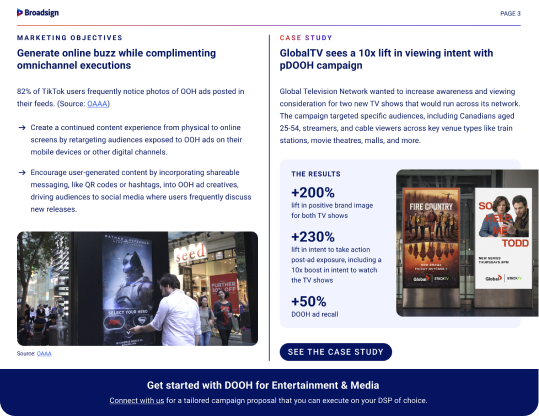 Broadsign
PAGE 3
MARKETING OBJECTIVES
Generate online buzz while complimenting
omnichannel executions
82% of TikTok users frequently notice photos of OOH ads posted in
their feeds. (Source: OAAA)
→ Create a continued content experience from physical to online
screens by retargeting audiences exposed to OOH ads on their
mobile devices or other digital channels.
→ Encourage user-generated content by incorporating shareable
messaging, like QR codes or hashtags, into OOH ad creatives,
driving audiences to social media where users frequently discuss
new releases.
SELECT YOUR HERO
seed
FURTHER
10% OFF
Source: OAAA
CASE STUDY
GlobalTV sees a 10x lift in viewing intent with
pDOOH campaign
Global Television Network wanted to increase awareness and viewing
consideration for two new TV shows that would run across its network.
The campaign targeted specific audiences, including Canadians aged
25-54, streamers, and cable viewers across key venue types like train
stations, movie theatres, malls, and more.
THE RESULTS
+200%
lift in positive brand image
for both TV shows
+230%
lift in intent to take action
post-ad exposure, including a
10x boost in intent to watch
the TV shows
+50%
DOOH ad recall
FIRE COUNTRY
Global STACKTV
SO
HELP
ME
TODD
NEW SERIES
THURSDAYS 9PM
Global STACKTV
SEE THE CASE STUDY
Get started with DOOH for Entertainment & Media
Connect with us for a tailored campaign proposal that you can execute on your DSP of choice.